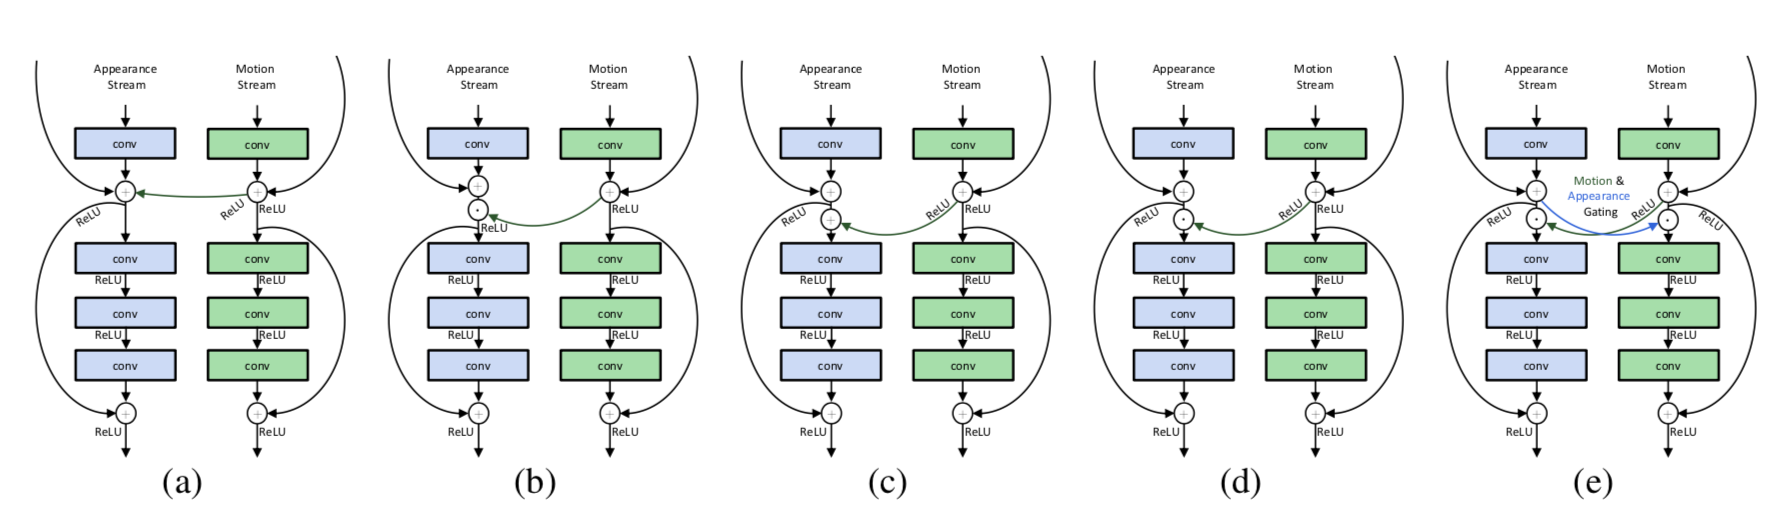 Appearance
Stream
Motion
Stream
conv
conv
+
+
ReLU
ReLU
ReLU
conv
conv
ReLU
ReLU
conv
conv
ReLU
ReLU
conv
conv
+
+
ReLU
ReLU
(a)
Appearance
Stream
Motion
Stream
conv
conv
+
+
·
ReLU
ReLU
conv
conv
ReLU
ReLU
conv
conv
ReLU
ReLU
conv
conv
+
+
ReLU
ReLU
(b)
Appearance
Stream
Motion
Stream
conv
conv
+
+
ReLU
+
ReLU
ReLU
conv
conv
ReLU
ReLU
conv
conv
ReLU
ReLU
conv
conv
+
+
ReLU
ReLU
(c)
Appearance
Stream
Motion
Stream
conv
conv
+
+
ReLU
·
ReLU
ReLU
conv
conv
ReLU
ReLU
conv
conv
ReLU
ReLU
conv
conv
+
+
ReLU
ReLU
(d)
Appearance
Stream
Motion
Stream
conv
conv
+
+
Motion &
Appearance
Gating
ReLU
·
ReLU
·
ReLU
conv
conv
ReLU
ReLU
conv
conv
ReLU
ReLU
conv
conv
+
+
ReLU
ReLU
(e)